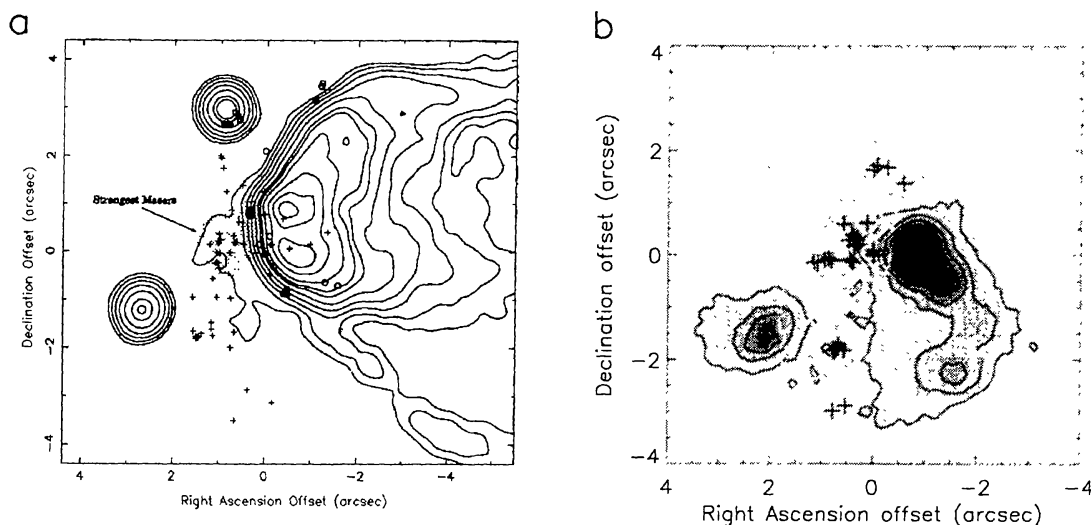 a
4
2
0
−2
−4
4
2
0
−2
−4
Declination Offset (arcsec)
Right Ascension Offset (arcsec)
Strongest Masers
b
4
2
0
−2
−4
4
2
0
−2
−4
Declination offset (arcsec)
Right Ascension offset (arcsec)